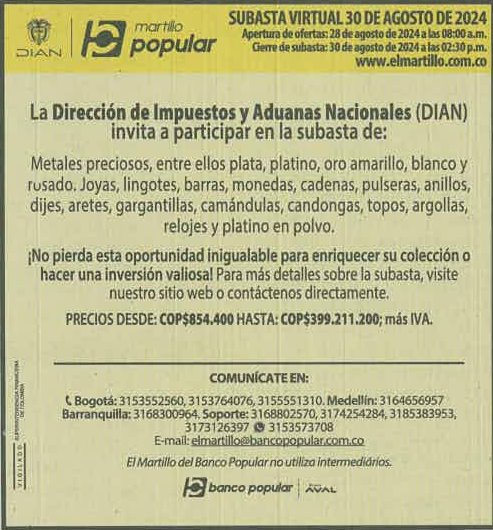 DIAN
martillo
popular
SUBASTA VIRTUAL 30 DE AGOSTO DE 2024
Apertura de ofertas: 28 de agosto de 2024 a las 08:00 a.m.
Cierre de subasta: 30 de agosto de 2024 a las 02:30 p.m.
www.elmartillo.com.co
La Dirección de Impuestos y Aduanas Nacionales (DIAN)
invita a participar en la subasta de:
Metales preciosos, entre ellos plata, platino, oro amarillo, blanco y
rosado. Joyas, lingotes, barras, monedas, cadenas, pulseras, anillos,
dijes, aretes, gargantillas, camándulas, candongas, topos, argollas,
relojes y platino en polvo.
¡No pierda esta oportunidad inigualable para enriquecer su colección o
hacer una inversión valiosa! Para más detalles sobre la subasta, visite
nuestro sitio web o contáctenos directamente.
PRECIOS DESDE: COP$854.400 HASTA: COP$399.211.200; más IVA.
COMUNÍCATE EN:
Bogotá: 3153552560, 3153764076, 3155551310. Medellín: 3164656957
Barranquilla: 3168300964. Soporte: 3168802570, 3174254284, 3185383953,
3173126397 3153573708
E-mail: elmartillo@bancopopular.com.co
El Martillo del Banco Popular no utiliza intermediários.
banco popular
AVAL
VIGILADO
SUPERINTENDENCIA FINANCIERA
DE COLOMBIA